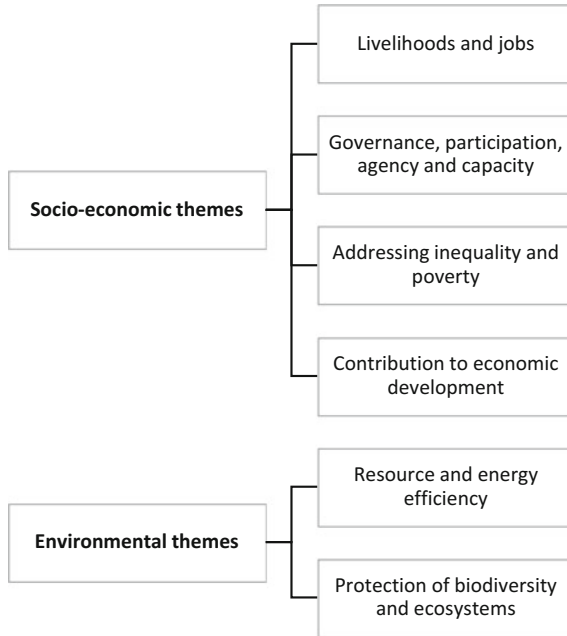 Livelihoods and jobs
Governance, participation,
agency and capacity
Socio-economic themes
Addressing inequality and
poverty
Contribution to economic
development
Resource and energy
efficiency
Environmental themes
Protection of biodiversity
and ecosystems